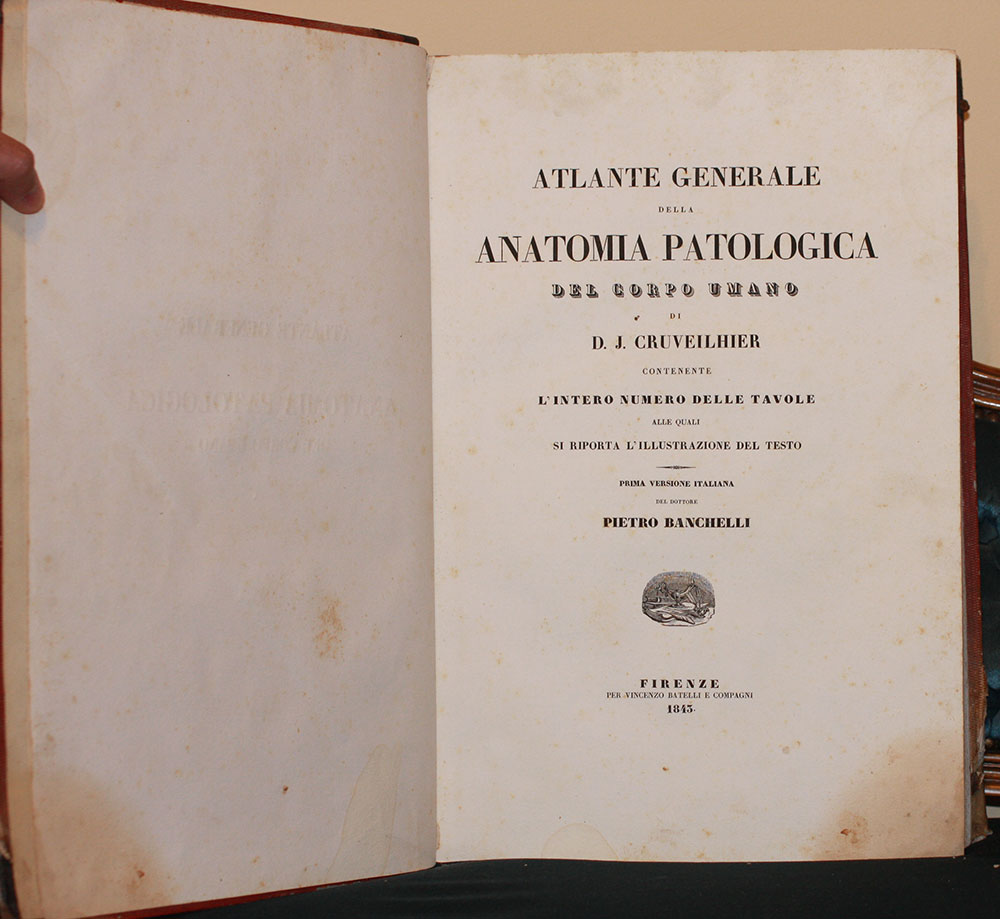 ATLANTE GENERALE
DELLA
ANATOMIA PATOLOGICA
DEL CORPO UMANO
DI
D. J. CRUVEILHIER
CONTENENTE
L'INTERO NUMERO DELLE TAVOLE
ALLE QUALI
SI RIPORTA L'ILLUSTRAZIONE DEL TESTO
PRIMA VERSIONE ITALIANA
DEL DOTTORE
PIETRO BANCHELLI
FIRENZE
PER VINCENZO BATELLI E COMPAGNI
1843.